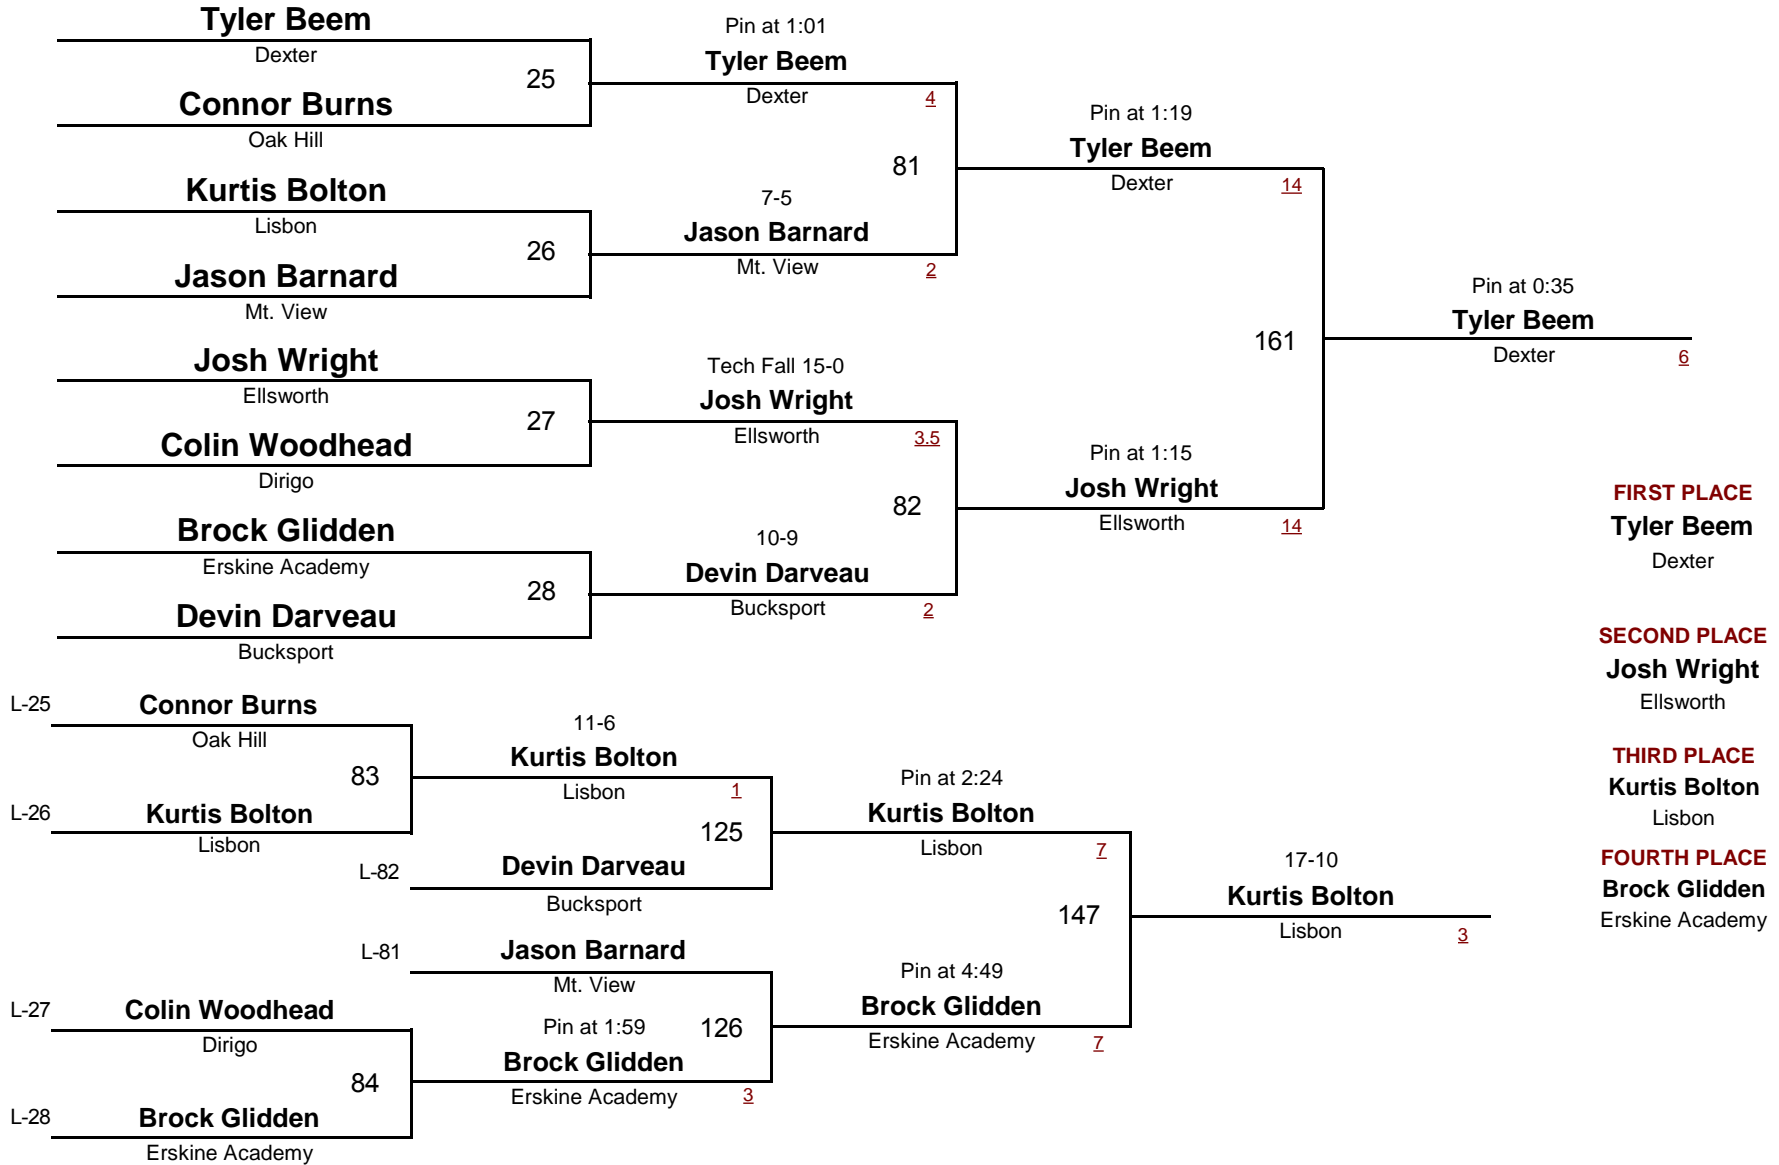 Tyler Beem
Dexter
25
Connor Burns
Oak Hill
Pin at 1:01
Tyler Beem
Dexter
4
Kurtis Bolton
Lisbon
26
Jason Barnard
Mt. View
7-5
Jason Barnard
Mt. View
2
81
Pin at 1:19
Tyler Beem
Dexter
14
Josh Wright
Ellsworth
27
Colin Woodhead
Dirigo
Tech Fall 15-0
Josh Wright
Ellsworth
3.5
Brock Glidden
Erskine Academy
28
Devin Darveau
Bucksport
10-9
Devin Darveau
Bucksport
2
82
Pin at 1:15
Josh Wright
Ellsworth
14
161
Pin at 0:35
Tyler Beem
Dexter
6
FIRST PLACE
Tyler Beem
Dexter
SECOND PLACE
Josh Wright
Ellsworth
THIRD PLACE
Kurtis Bolton
Lisbon
FOURTH PLACE
Brock Glidden
Erskine Academy
L-25
Connor Burns
Oak Hill
83
L-26
Kurtis Bolton
Lisbon
11-6
Kurtis Bolton
Lisbon
1
125
L-82
Devin Darveau
Bucksport
Pin at 2:24
Kurtis Bolton
Lisbon
7
L-81
Jason Barnard
Mt. View
126
L-27
Colin Woodhead
Dirigo
84
L-28
Brock Glidden
Erskine Academy
Pin at 1:59
Brock Glidden
Erskine Academy
3
Pin at 4:49
Brock Glidden
Erskine Academy
7
147
17-10
Kurtis Bolton
Lisbon
3